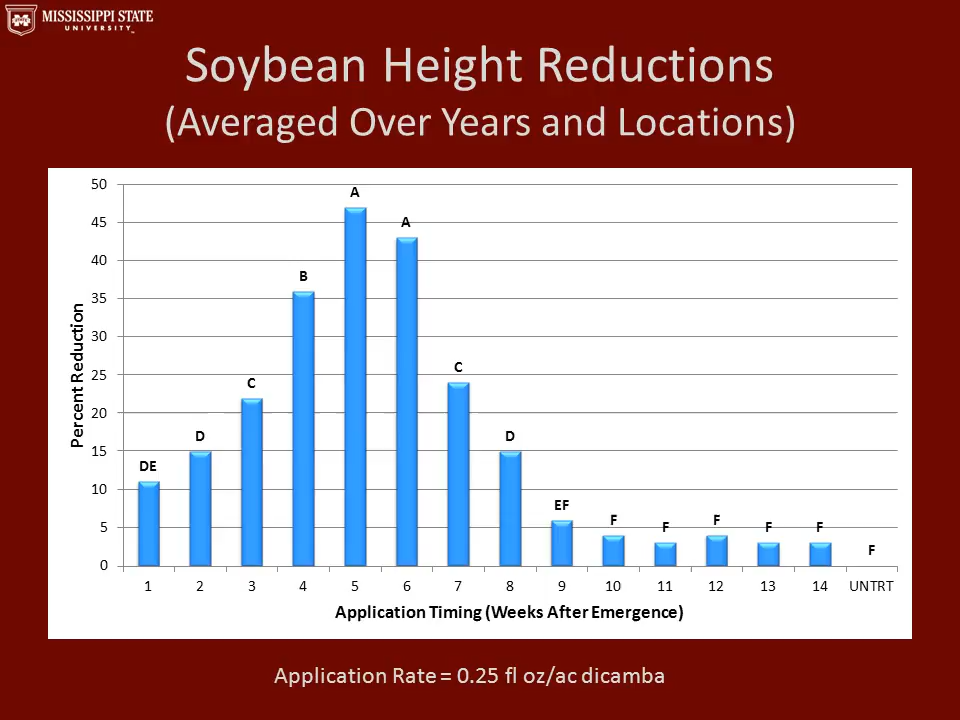 MISSISSIPPI STATE
UNIVERSITY™
Soybean Height Reductions
(Averaged Over Years and Locations)
Percent Reduction
50
45
40
35
30
25
20
15
10
5
0
DE
D
C
B
A
A
C
D
EF
F
F
F
F
F
F
1 2 3 4 5 6 7 8 9 10 11 12 13 14 UNTRT
Application Timing (Weeks After Emergence)
Application Rate = 0.25 fl oz/ac dicamba